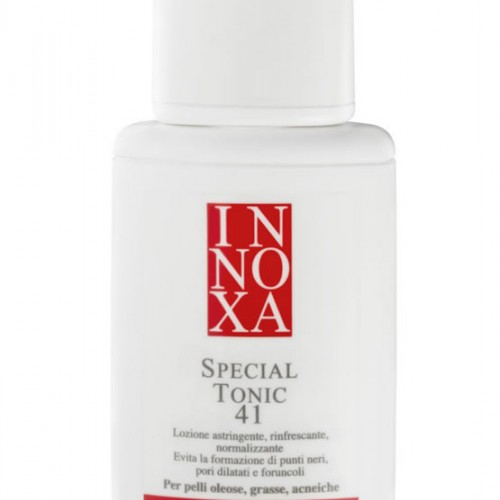 IN
NO
XA
SPECIAL
TONIC
41
Lozione astringente, rinfrescante,
normalizzante
Evita la formazione di punti neri,
pori dilatati e foruncoli
Per pelli oleose, grasse, acneiche